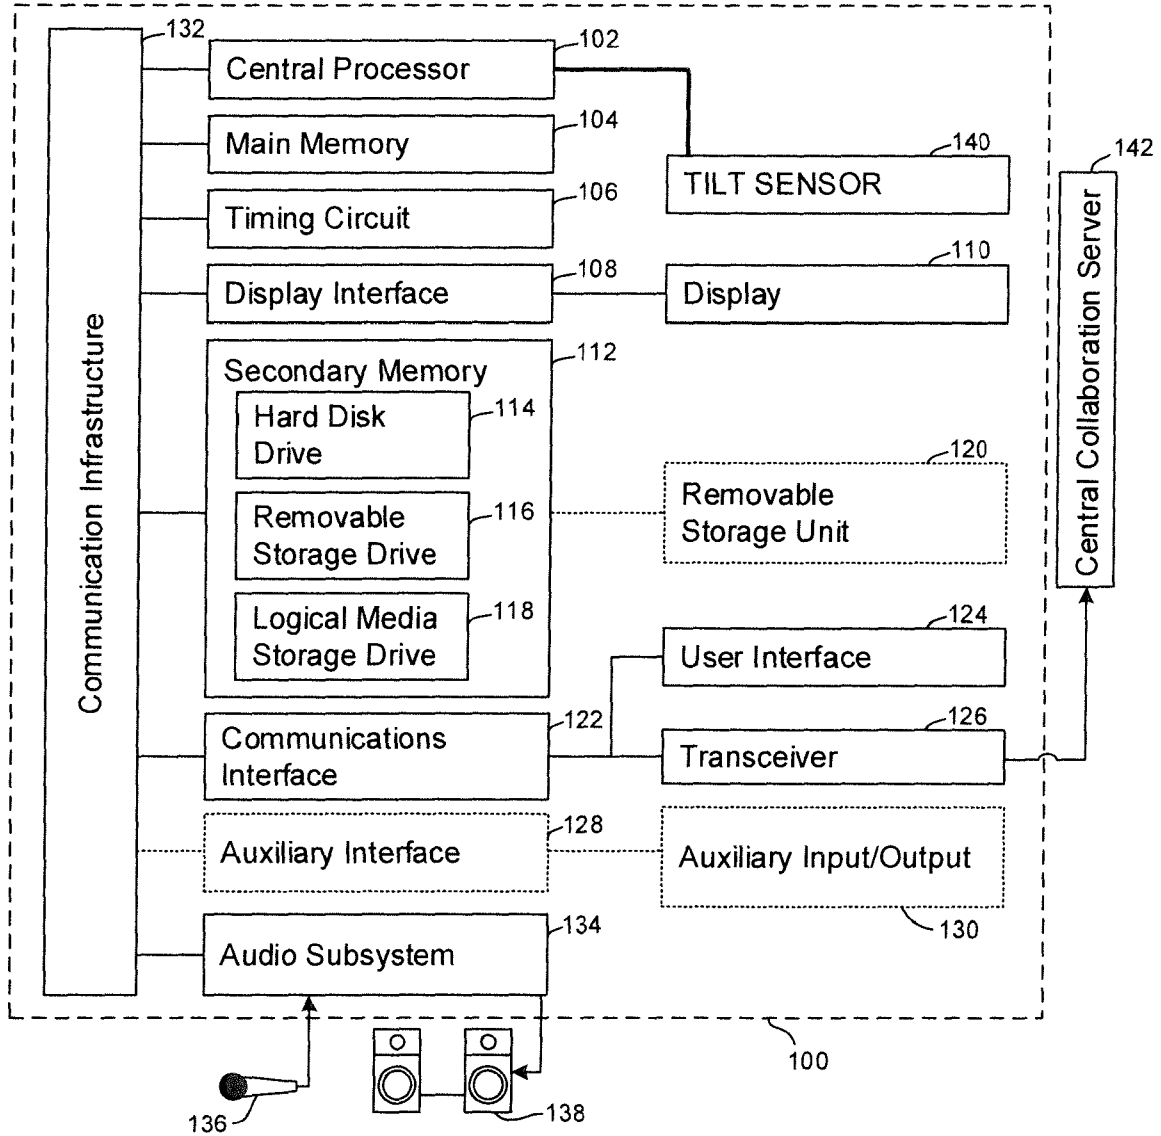 132
102
Central Processor
104
Main Memory
140
TILT SENSOR
142
Central Collaboration Server
106
Timing Circuit
108
Display Interface
110
Display
Communication Infrastructure
112
Secondary Memory
114
Hard Disk
Drive
116
Removable
Storage Drive
118
Logical Media
Storage Drive
120
Removable
Storage Unit
124
User Interface
122
Communications
Interface
126
Transceiver
128
Auxiliary Interface
Auxiliary Input/Output
130
134
Audio Subsystem
100
136
138